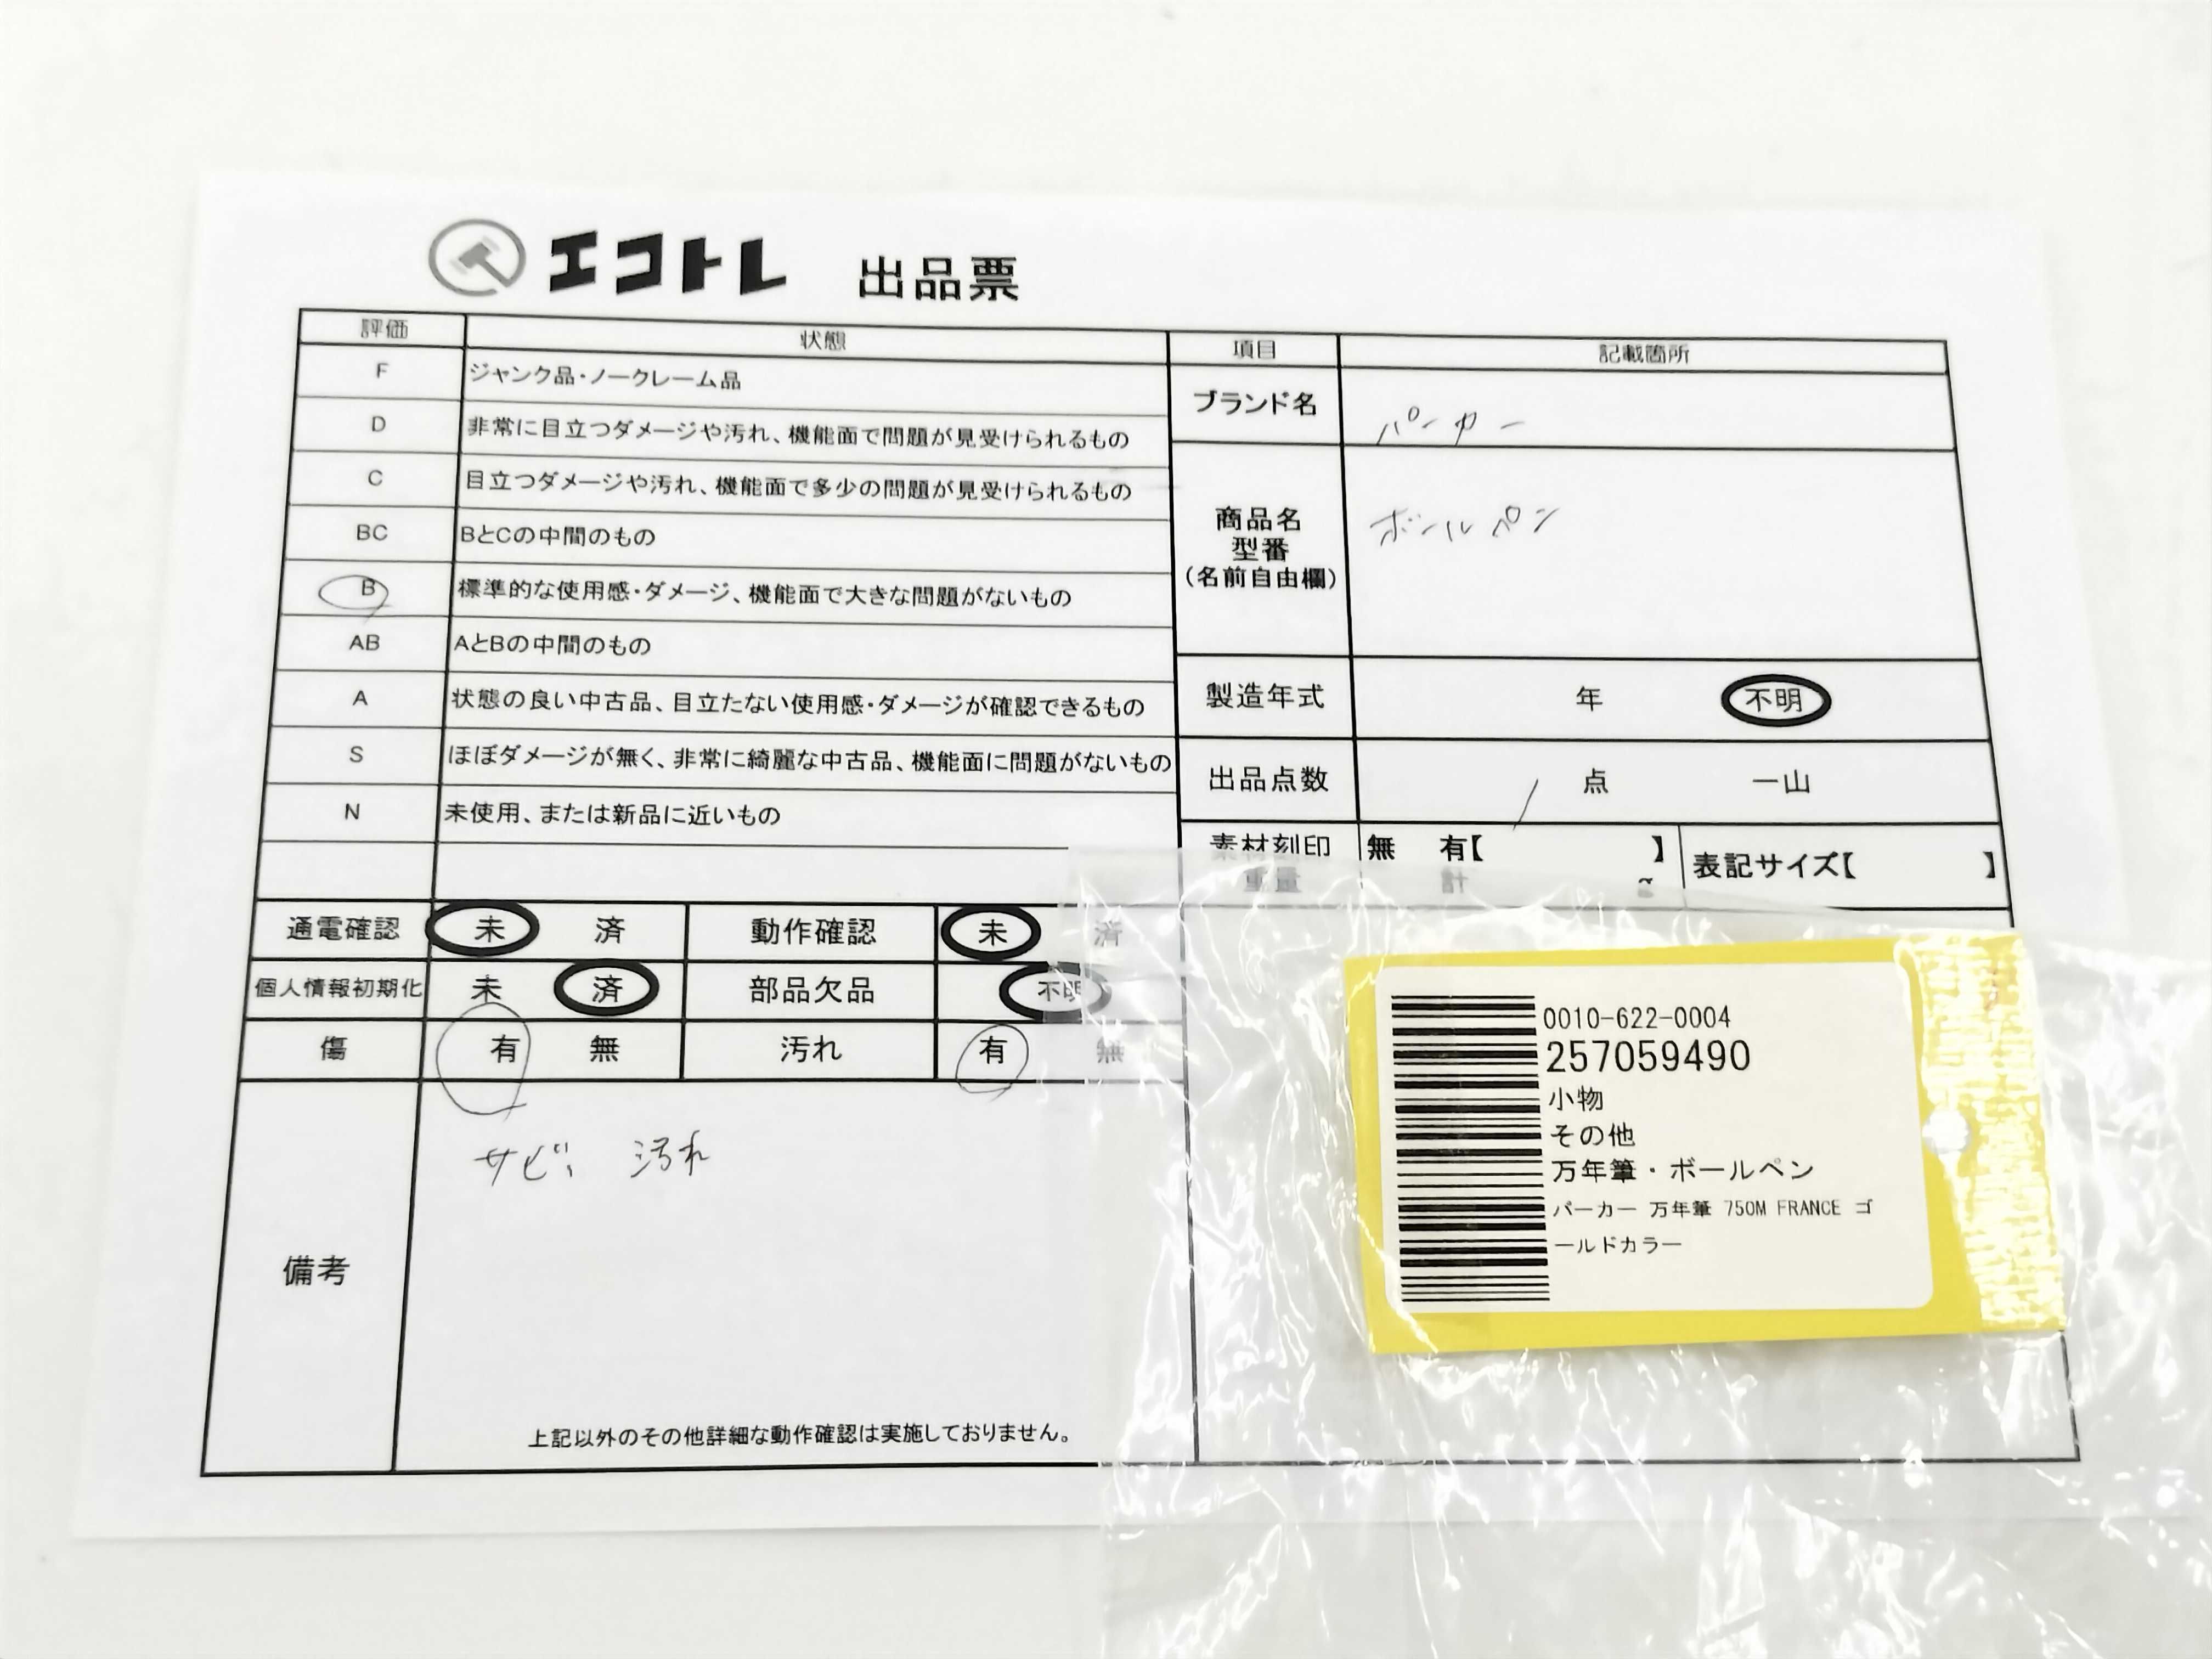 エコトレ 出品票
評価 状態 項目 記載箇所
F ジャンク品・ノークレーム品
D 非常に目立つダメージや汚れ、機能面で問題が見受けられるもの
C 目立つダメージや汚れ、機能面で多少の問題が見受けられるもの
BC BとCの中間のもの
B 標準的な使用感・ダメージ、機能面で大きな問題がないもの
AB AとBの中間のもの
A 状態の良い中古品、目立たない使用感・ダメージが確認できるもの
S ほぼダメージが無く、非常に綺麗な中古品、機能面に問題がないもの
N 未使用、または新品に近いもの
ブランド名 パーカー
商品名
型番
(名前自由欄)
ボールペン
製造年式 年 不明
出品点数 1 点 一山
素材刻印 無 有【 】 表記サイズ【 】
重量 計 g
通電確認 未 済 動作確認 未 済
個人情報初期化 未 済 部品欠品 不明
傷 有 無 汚れ 有 無
備考
サビ、汚れ
上記以外のその他詳細な動作確認は実施しておりません。
0010-622-0004
257059490
小物
その他
万年筆・ボールペン
パーカー 万年筆 750M FRANCE ゴ
ールドカラー